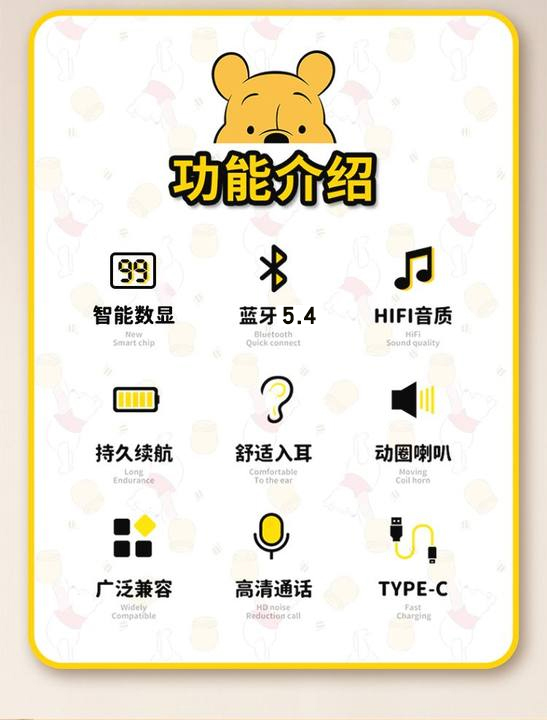 功能介绍
99
智能数显
New
Smart chip
蓝牙 5.4
Bluetooth
Quick connect
HIFI音质
HiFi
Sound quality
持久续航
Long
Endurance
舒适入耳
Comfortable
To the ear
动圈喇叭
Moving
Coil horn
广泛兼容
Widely
Compatible
高清通话
HD noise
Reduction call
TYPE-C
Fast
Charging